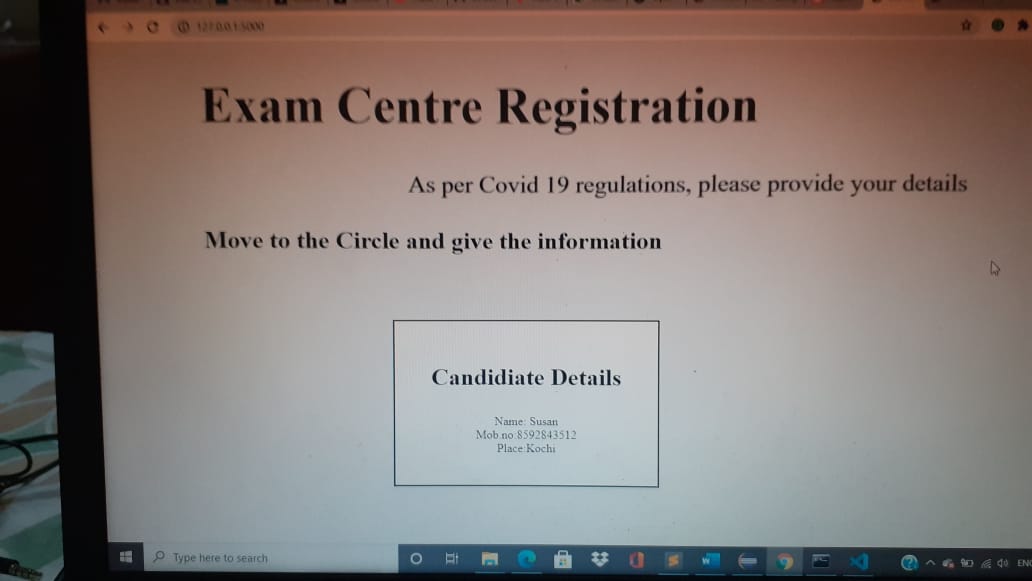 127.0.0.1:5000
Exam Centre Registration
As per Covid 19 regulations, please provide your details
Move to the Circle and give the information
Candidiate Details
Name: Susan
Mob.no:8592843512
Place:Kochi
Type here to search
ENG